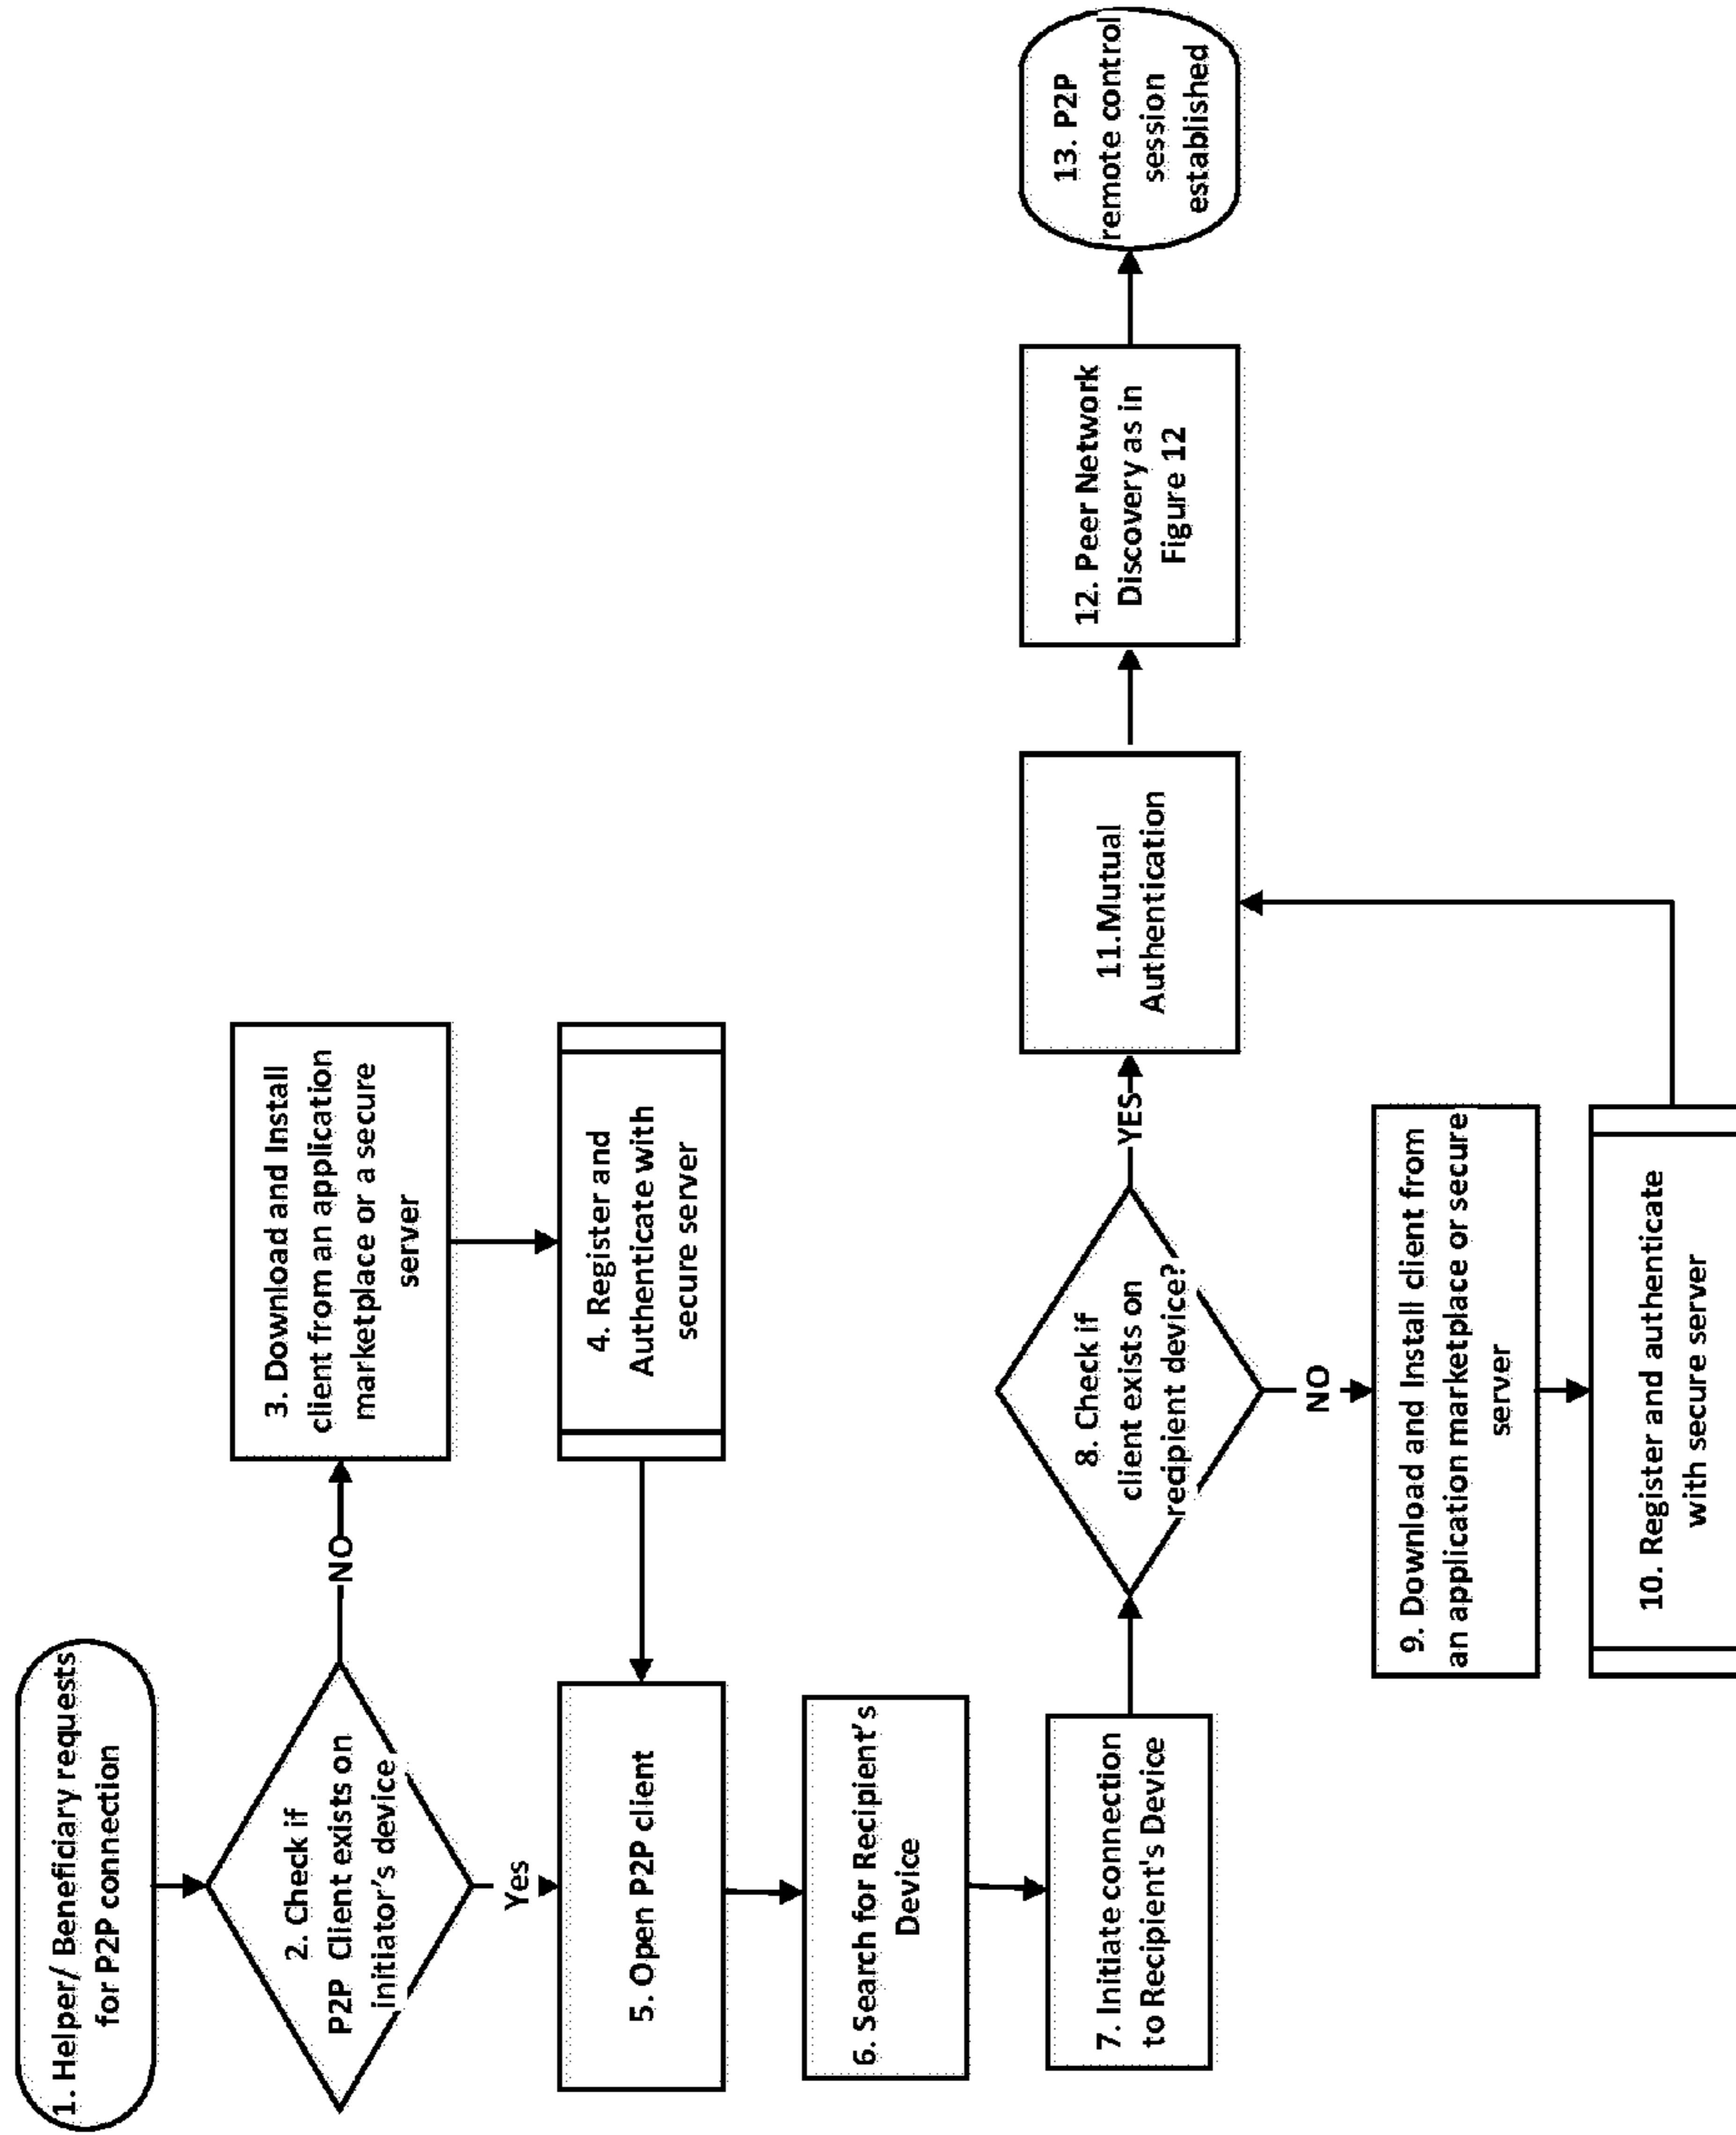 1. Helper/ Beneficiary requests
for P2P connection
2. Check if
P2P Client exists on
initiator's device
NO
3. Download and Install
client from an application
marketplace or a secure
server
4. Register and
Authenticate with
secure server
Yes
5. Open P2P client
6. Search for Recipient's
Device
7. Initiate connection
to Recipient's Device
8. Check if
client exists on
recipient device?
NO
9. Download and Install client from
an application marketplace or secure
server
10. Register and authenticate
with secure server
YES
11.Mutual
Authentication
12. Peer Network
Discovery as in
Figure 12
13. P2P
remote control
session
established